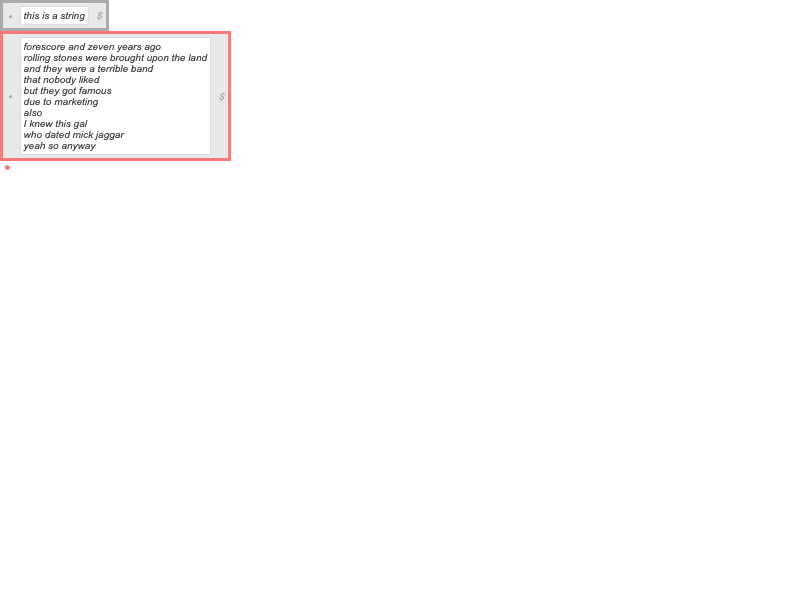 this is a string $
forescore and zeven years ago
rolling stones were brought upon the land
and they were a terrible band
that nobody liked
but they got famous
due to marketing $
also
I knew this gal
who dated mick jaggar
yeah so anyway